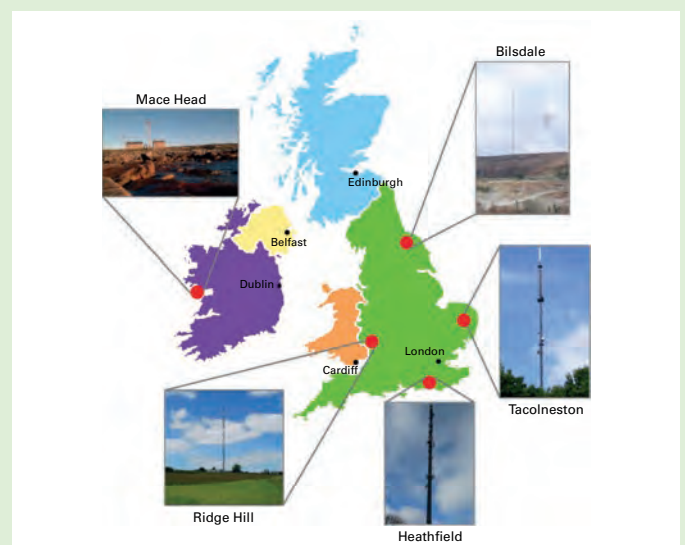 Bilsdale
Mace Head
Edinburgh
Belfast
Dublin
London
Cardiff
Tacolneston
Ridge Hill
Heathfield